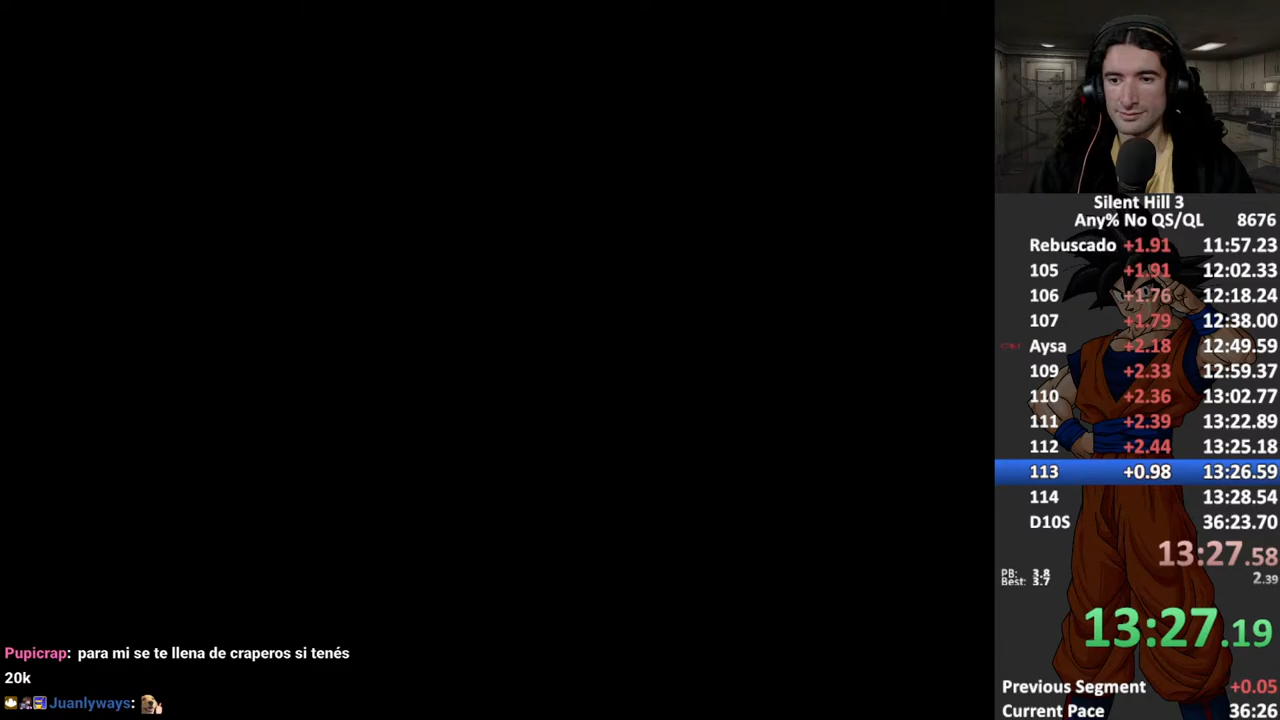 Silent Hill 3
Any% No QS/QL 8676
Rebuscado +1.91 11:57.23
105 +1.91 12:02.33
106 +1.76 12:18.24
107 +1.79 12:38.00
Aysa +2.18 12:49.59
109 +2.33 12:59.37
110 +2.36 13:02.77
111 +2.39 13:22.89
112 +2.44 13:25.18
113 +0.98 13:26.59
114 13:28.54
D10S 36:23.70
13:27.58
PB: 3.8 2.39
Best: 3.7
13:27.19
Previous Segment +0.05
Current Pace 36:26
Pupicrap: para mi se te llena de craperos si tenés
20k
Juanlyways: